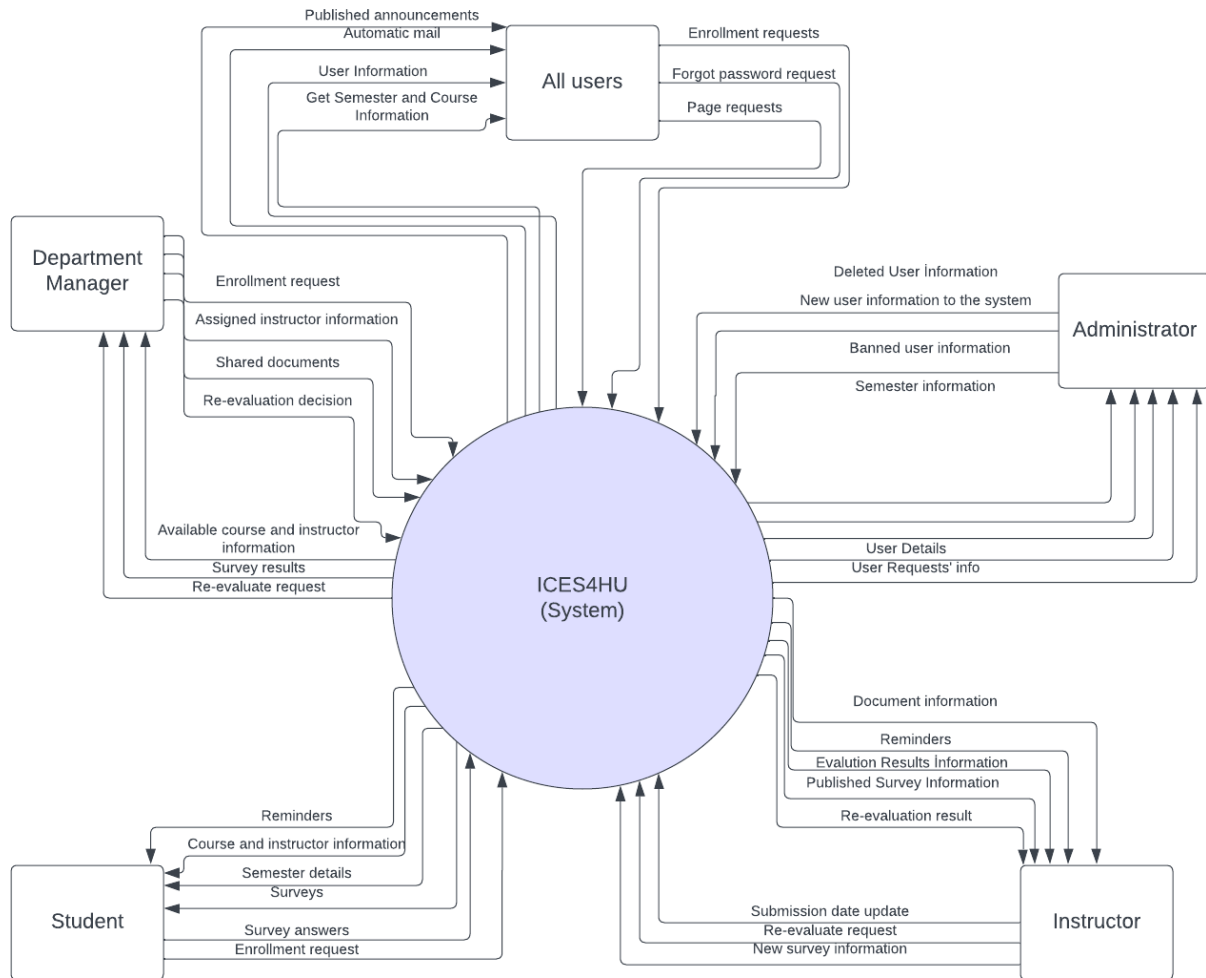 Published announcements
Automatic mail
User Information
Get Semester and Course
Information
All users
Enrollment requests
Forgot password request
Page requests
Department
Manager
Enrollment request
Assigned instructor information
Shared documents
Re-evaluation decision
Available course and instructor
information
Survey results
Re-evaluate request
Deleted User İnformation
New user information to the system
Banned user information
Semester information
Administrator
User Details
User Requests' info
ICES4HU
(System)
Document information
Reminders
Evalution Results İnformation
Published Survey Information
Re-evaluation result
Reminders
Course and instructor information
Semester details
Surveys
Survey answers
Enrollment request
Student
Submission date update
Re-evaluate request
New survey information
Instructor